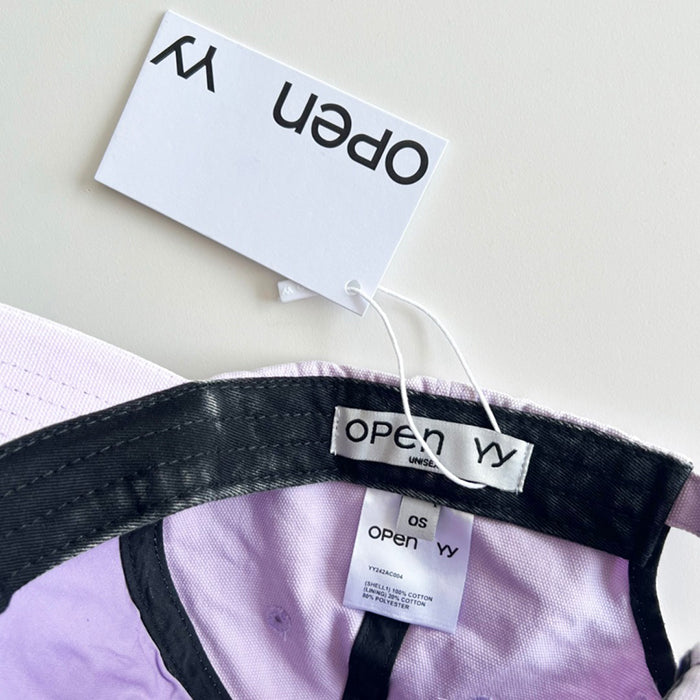 open yy
open yy
UNISEX
OS
open yy
YY242AC004
(SHELL1) 100% COTTON
(LINING) 20% COTTON
80% POLYESTER